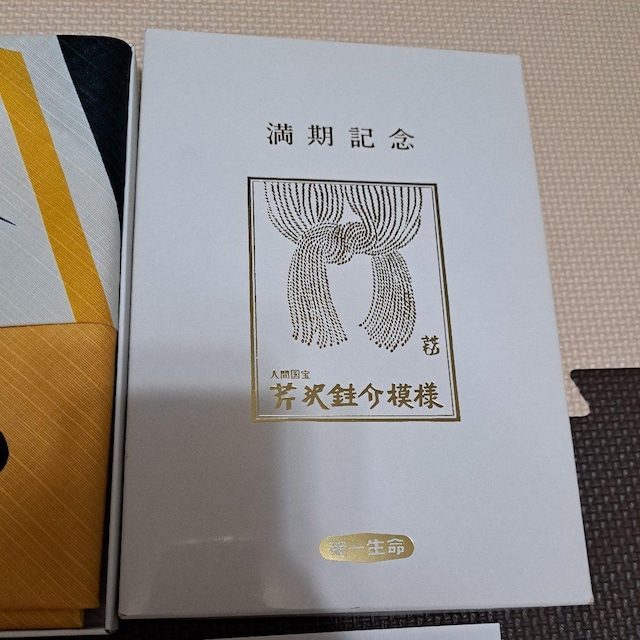 満期記念
人間国宝
芹沢銈介模様
第一生命